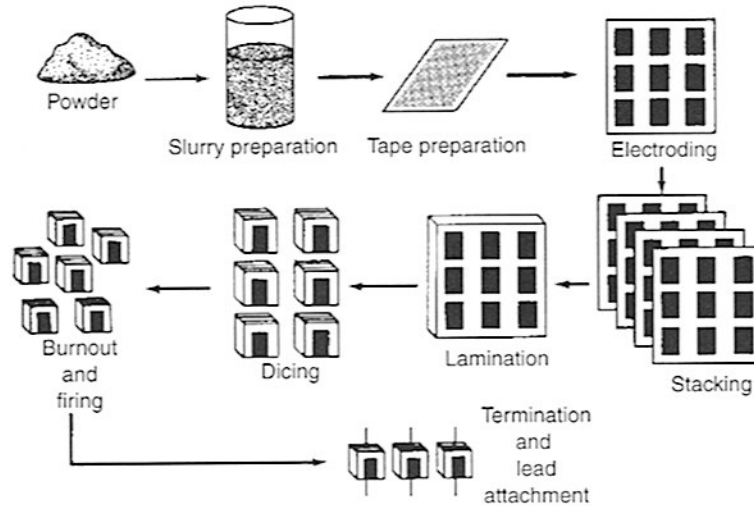 Powder
Slurry preparation
Tape preparation
Electroding
Stacking
Lamination
Dicing
Burnout
and
firing
Termination
and
lead
attachment